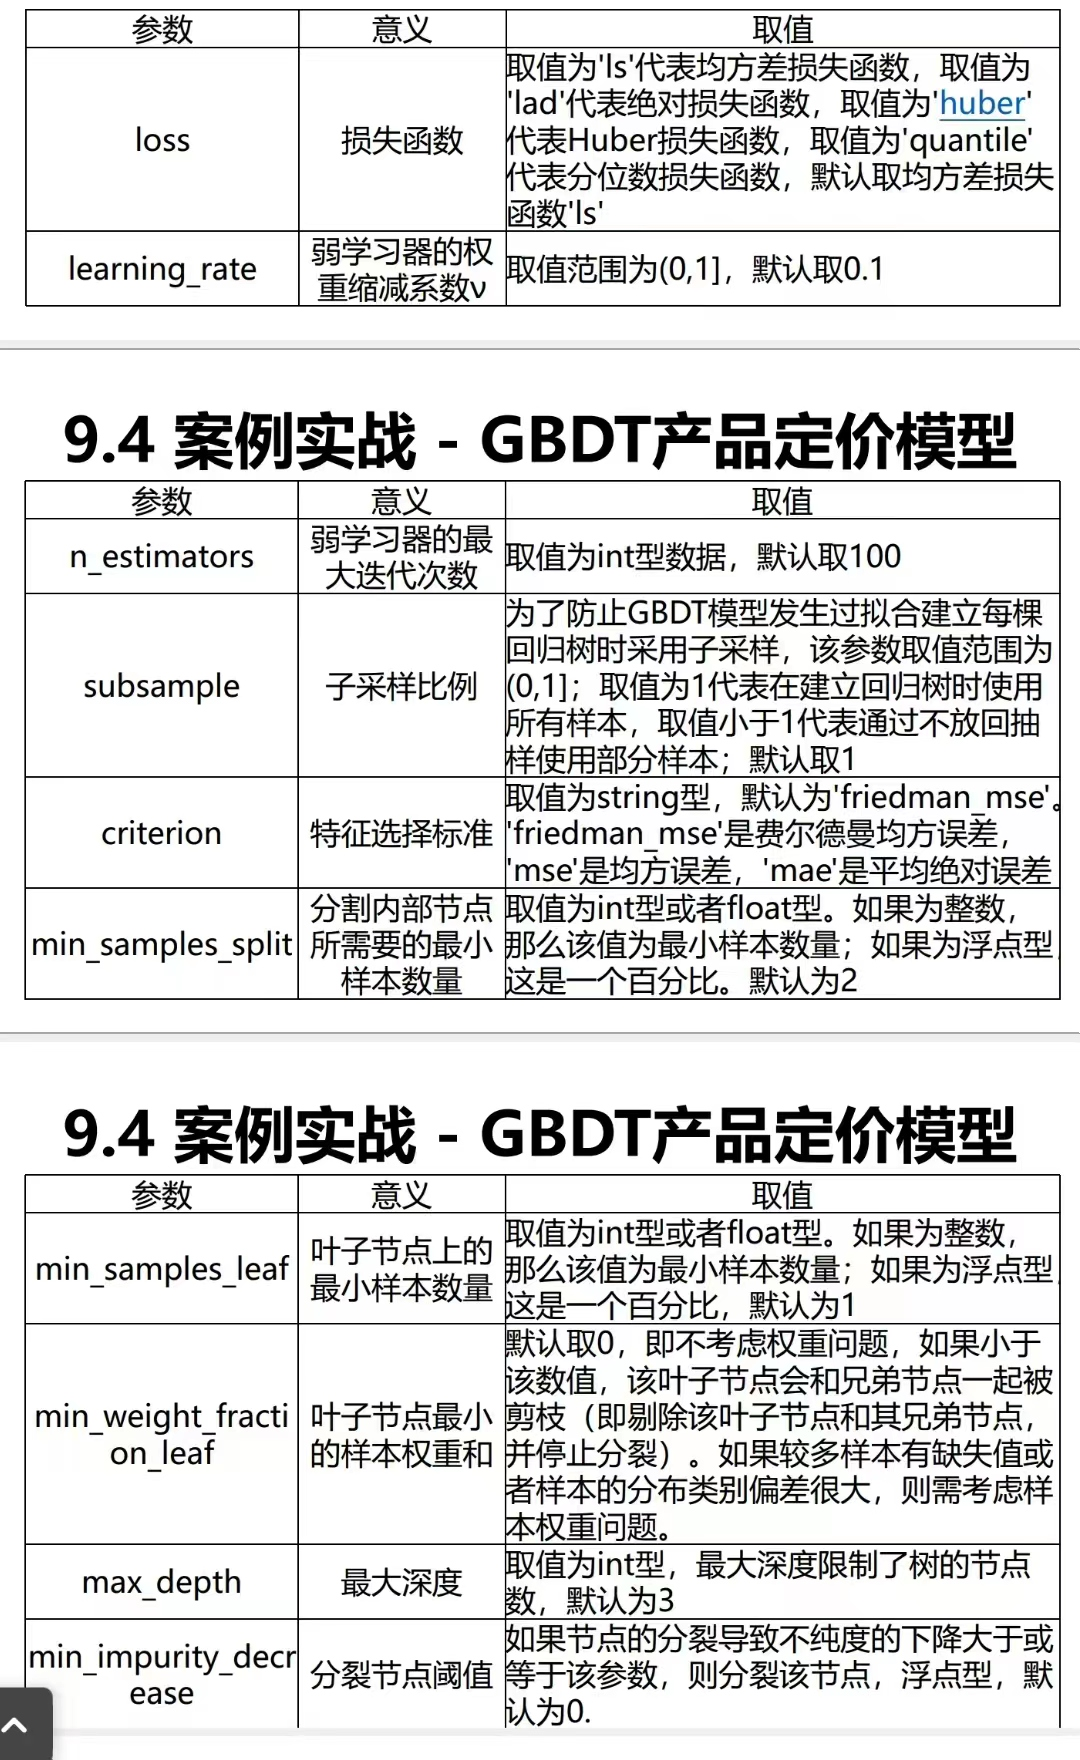 参数 意义 取值
loss 损失函数 取值为'ls'代表均方差损失函数，取值为
'lad'代表绝对损失函数，取值为'huber'
代表Huber损失函数，取值为'quantile'
代表分位数损失函数，默认取均方差损失
函数'ls'
learning_rate 弱学习器的权
重缩减系数ν 取值范围为(0,1]，默认取0.1
9.4 案例实战 - GBDT产品定价模型
参数 意义 取值
n_estimators 弱学习器的最
大迭代次数 取值为int型数据，默认取100
subsample 子采样比例 为了防止GBDT模型发生过拟合建立每棵
回归树时采用子采样，该参数取值范围为
(0,1]；取值为1代表在建立回归树时使用
所有样本，取值小于1代表通过不放回抽
样使用部分样本；默认取1
criterion 特征选择标准 取值为string型，默认为'friedman_mse'。
'friedman_mse'是费尔德曼均方误差，
'mse'是均方误差，'mae'是平均绝对误差
min_samples_split 分割内部节点
所需要的最小
样本数量 取值为int型或者float型。如果为整数，
那么该值为最小样本数量；如果为浮点型，
这是一个百分比。默认为2
9.4 案例实战 - GBDT产品定价模型
参数 意义 取值
min_samples_leaf 叶子节点上的
最小样本数量 取值为int型或者float型。如果为整数，
那么该值为最小样本数量；如果为浮点型，
这是一个百分比，默认为1
min_weight_fracti
on_leaf 叶子节点最小
的样本权重和 默认取0，即不考虑权重问题，如果小于
该数值，该叶子节点会和兄弟节点一起被
剪枝（即剔除该叶子节点和其兄弟节点，
并停止分裂）。如果较多样本有缺失值或
者样本的分布类别偏差很大，则需考虑样
本权重问题。
max_depth 最大深度 取值为int型，最大深度限制了树的节点
数，默认为3
min_impurity_decr
ease 分裂节点阈值 如果节点的分裂导致不纯度的下降大于或
等于该参数，则分裂该节点，浮点型，默
认为0.